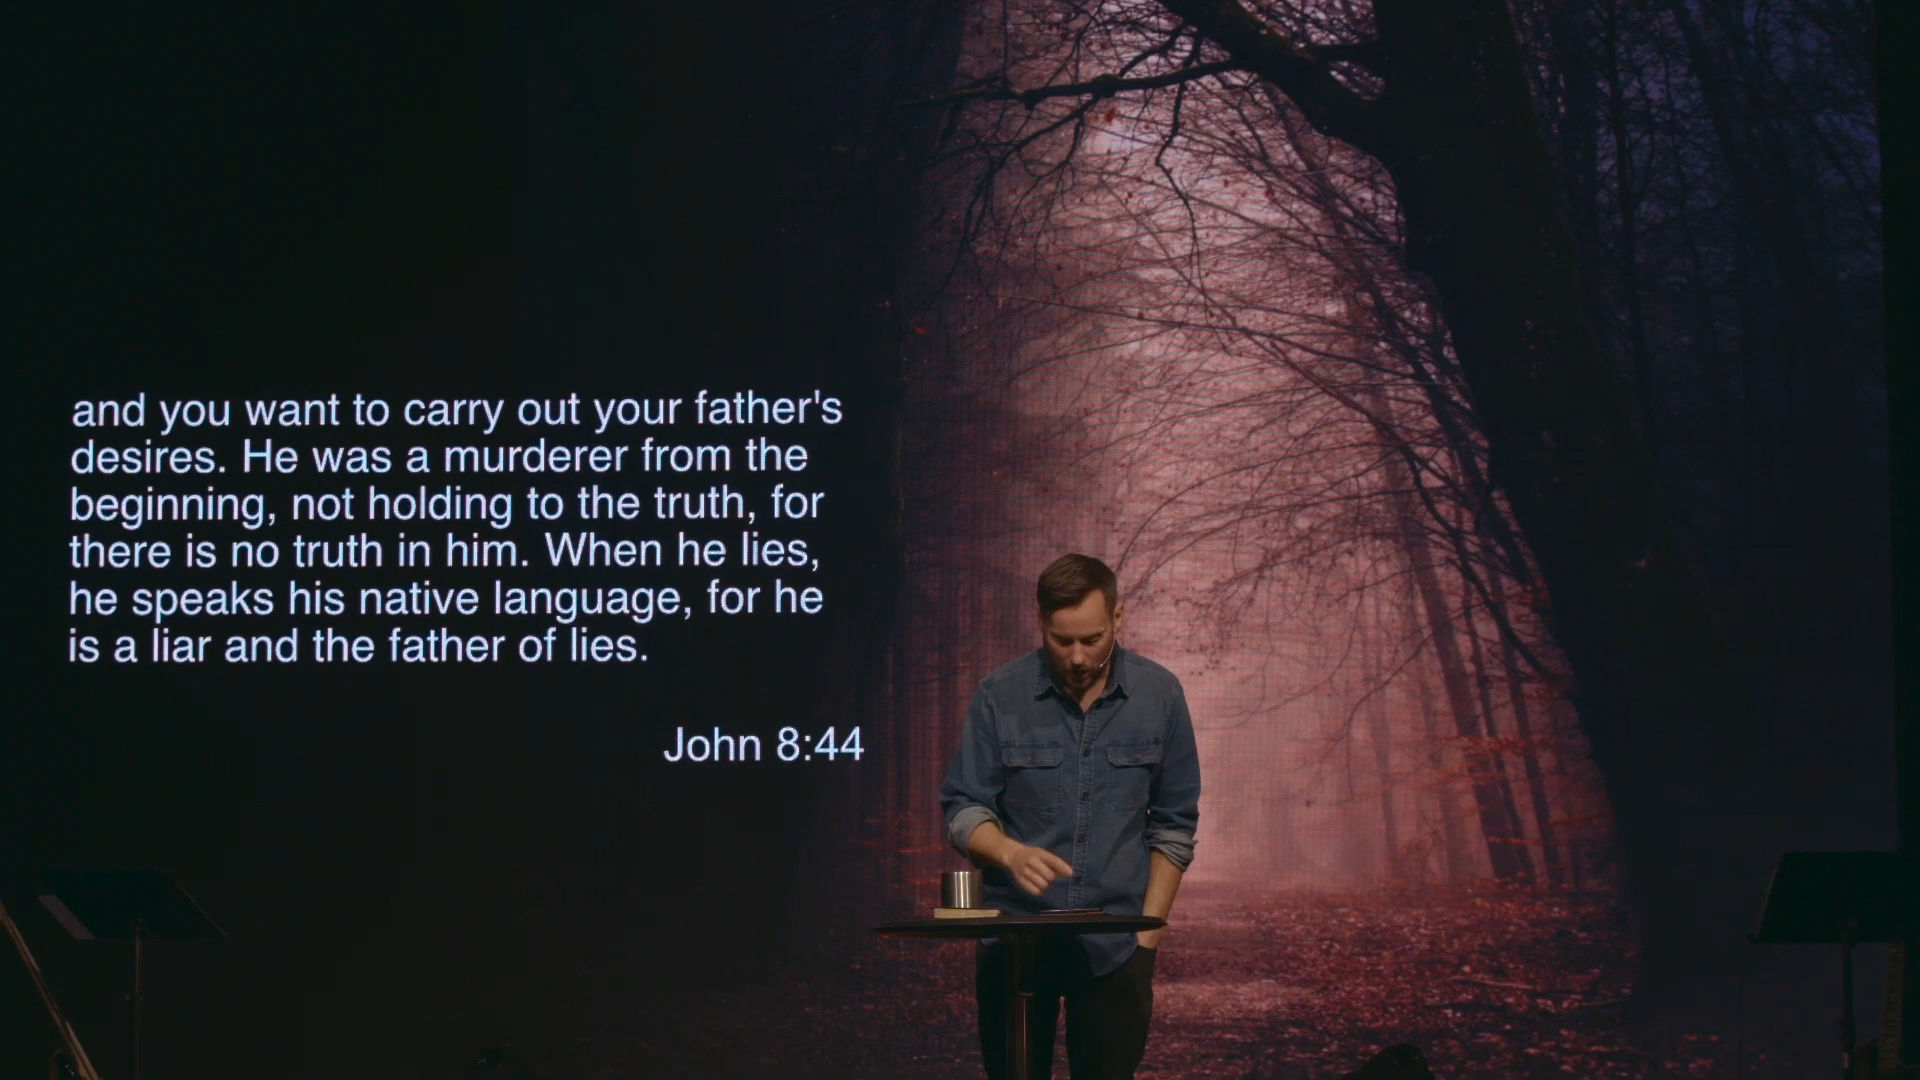 and you want to carry out your father's
desires. He was a murderer from the
beginning, not holding to the truth, for
there is no truth in him. When he lies,
he speaks his native language, for he
is a liar and the father of lies.
John 8:44